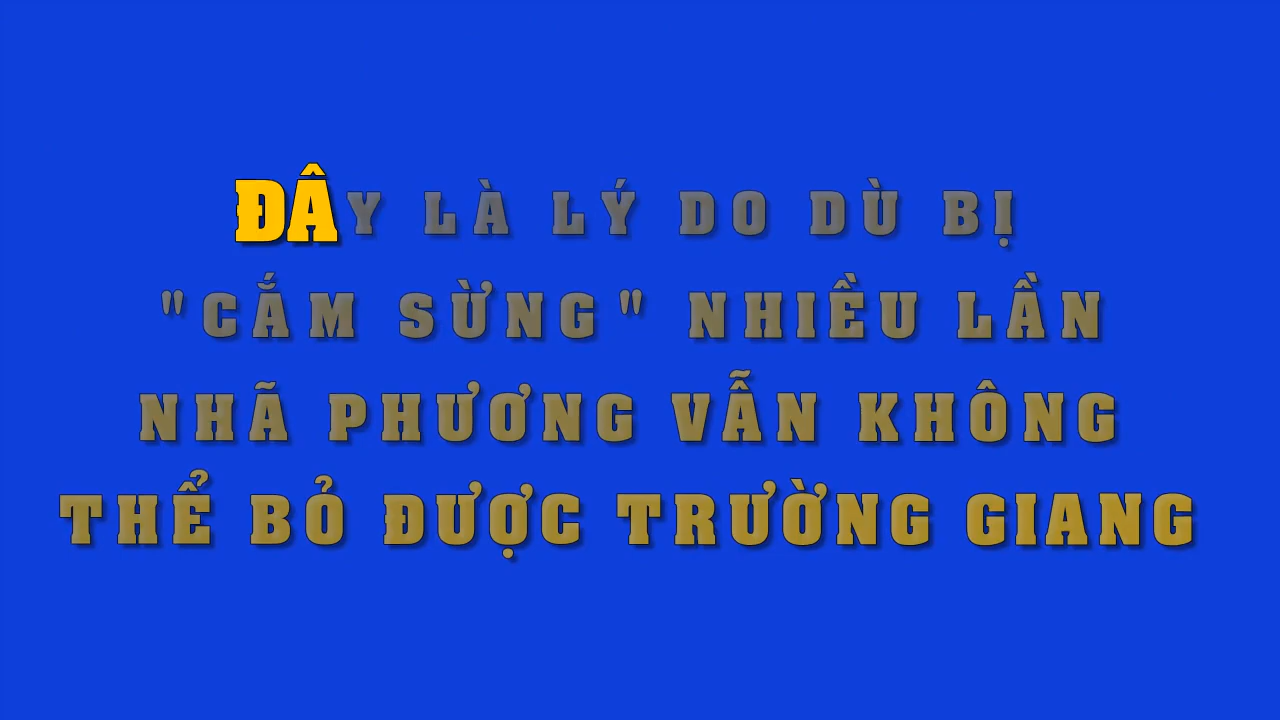 ĐÂY LÀ LÝ DO DÙ BỊ
"CẮM SỪNG" NHIỀU LẦN
NHÃ PHƯƠNG VẪN KHÔNG
THỂ BỎ ĐƯỢC TRƯỜNG GIANG